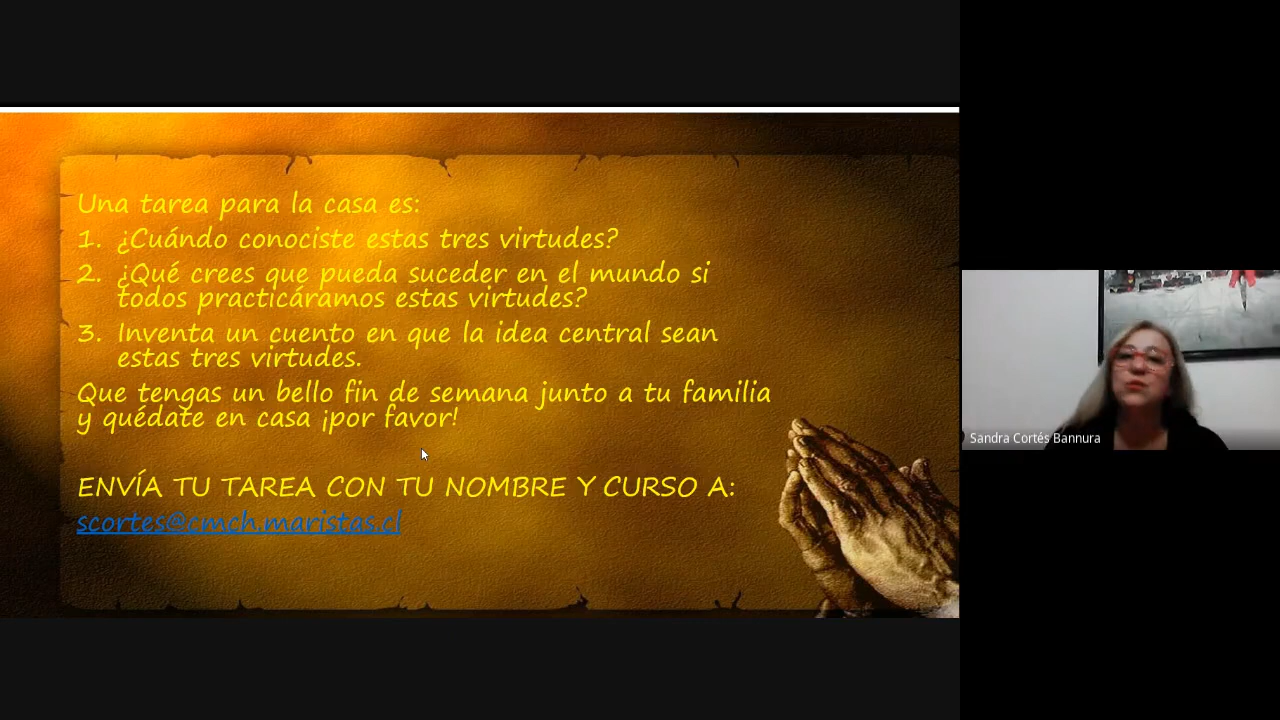 Una tarea para la casa es:
1. ¿Cuándo conociste estas tres virtudes?
2. ¿Qué crees que pueda suceder en el mundo si
todos practicáramos estas virtudes?
3. Inventa un cuento en que la idea central sean
estas tres virtudes.
Que tengas un bello fin de semana junto a tu familia
y quédate en casa ¡por favor!
ENVÍA TU TAREA CON TU NOMBRE Y CURSO A:
scortes@cmch.maristas.cl
Sandra Cortés Bannura